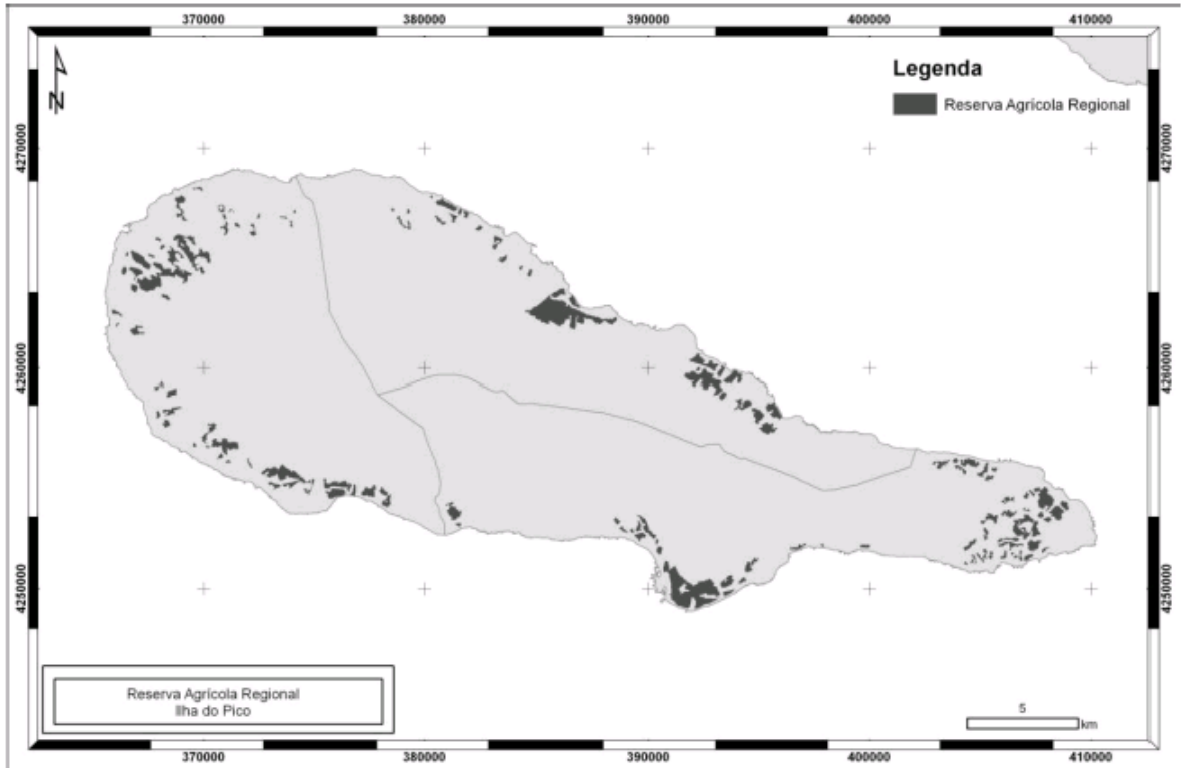 370000 380000 390000 400000 410000
Legenda
Reserva Agrícola Regional
N
4270000 4270000
4260000 4260000
4250000 4250000
Reserva Agrícola Regional
Ilha do Pico
5
km
370000 380000 390000 400000 410000